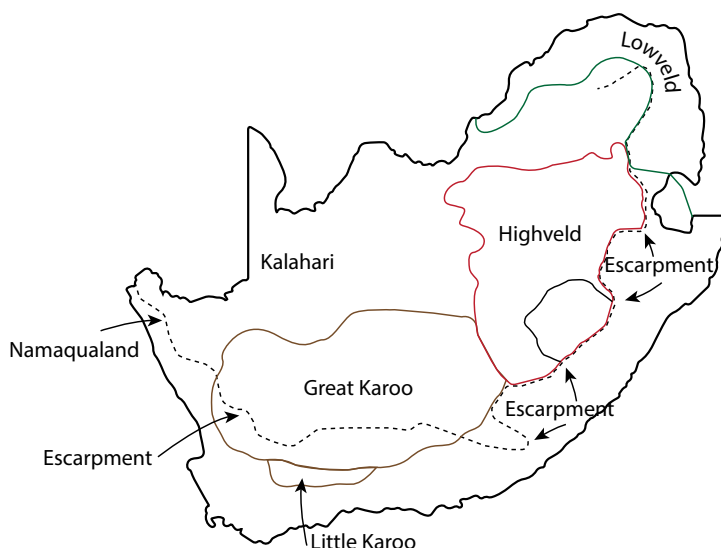 Lowveld
Highveld
Kalahari
Escarpment
Namaqualand
Great Karoo
Escarpment
Escarpment
Little Karoo